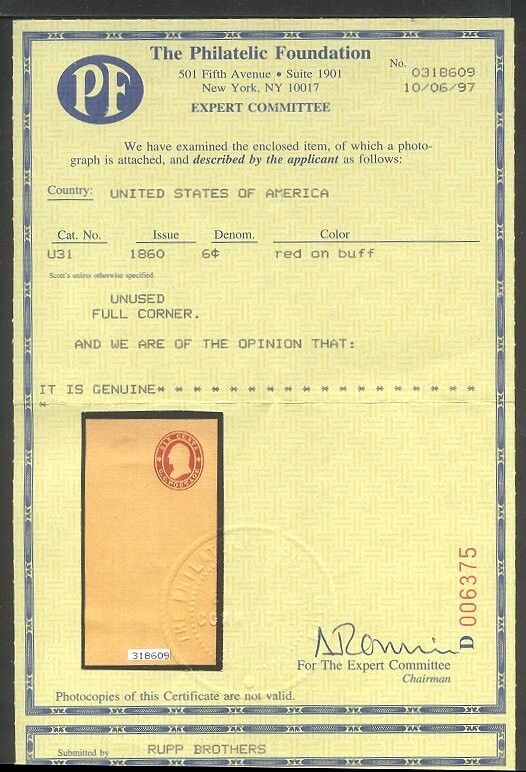 PF
The Philatelic Foundation
501 Fifth Avenue • Suite 1901
New York, NY 10017
EXPERT COMMITTEE
No. 0318609
10/06/97
We have examined the enclosed item, of which a photo-
graph is attached, and described by the applicant as follows:
Country: UNITED STATES OF AMERICA
Cat. No. Issue Denom. Color
U31 1860 6¢ red on buff
Scott's unless otherwise specified.
UNUSED
FULL CORNER.
AND WE ARE OF THE OPINION THAT:
IT IS GENUINE* * * * * * * * * * * * * * * * * * *
*
SIX CENTS
U.S. POSTAGE
318609
D 006375
For The Expert Committee
Chairman
Photocopies of this Certificate are not valid.
Submitted by RUPP BROTHERS